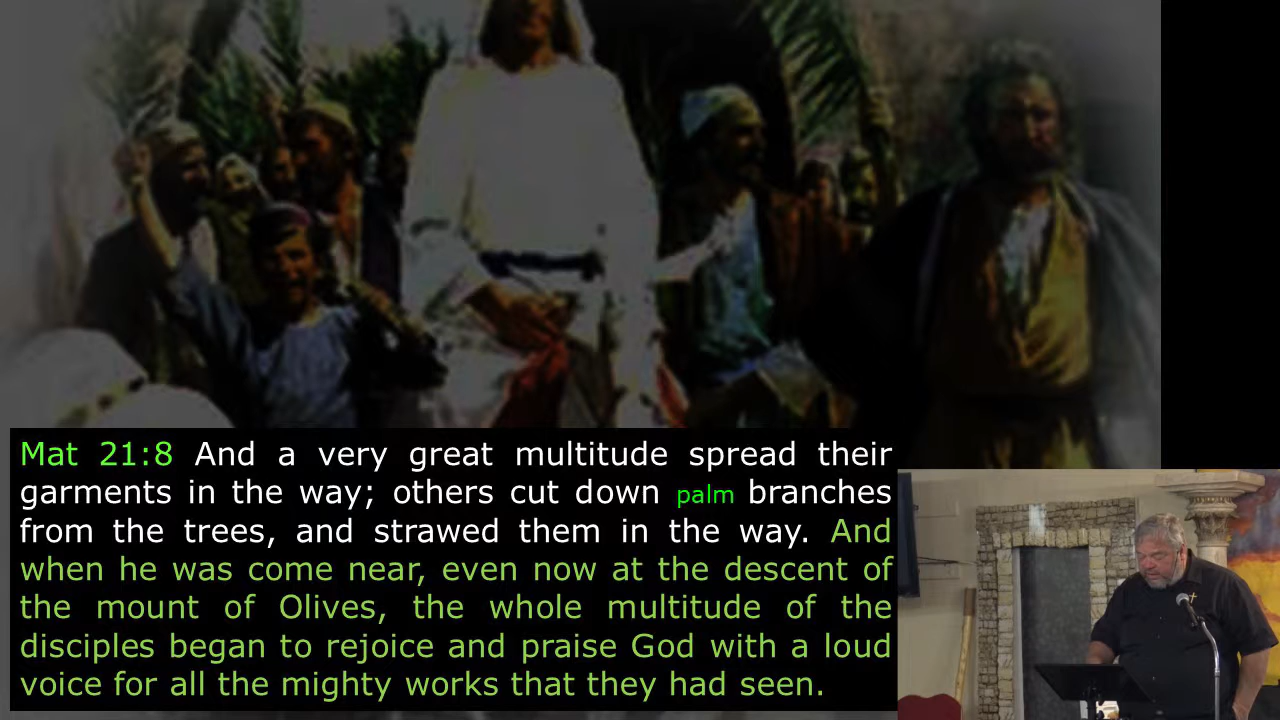 Mat 21:8 And a very great multitude spread their
garments in the way; others cut down palm branches
from the trees, and strawed them in the way. And
when he was come near, even now at the descent of
the mount of Olives, the whole multitude of the
disciples began to rejoice and praise God with a loud
voice for all the mighty works that they had seen.